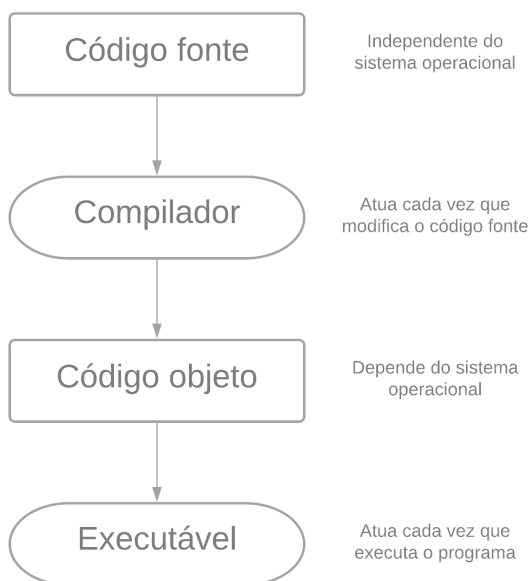 Código fonte
Independente do
sistema operacional
Compilador
Atua cada vez que
modifica o código fonte
Código objeto
Depende do sistema
operacional
Executável
Atua cada vez que
executa o programa